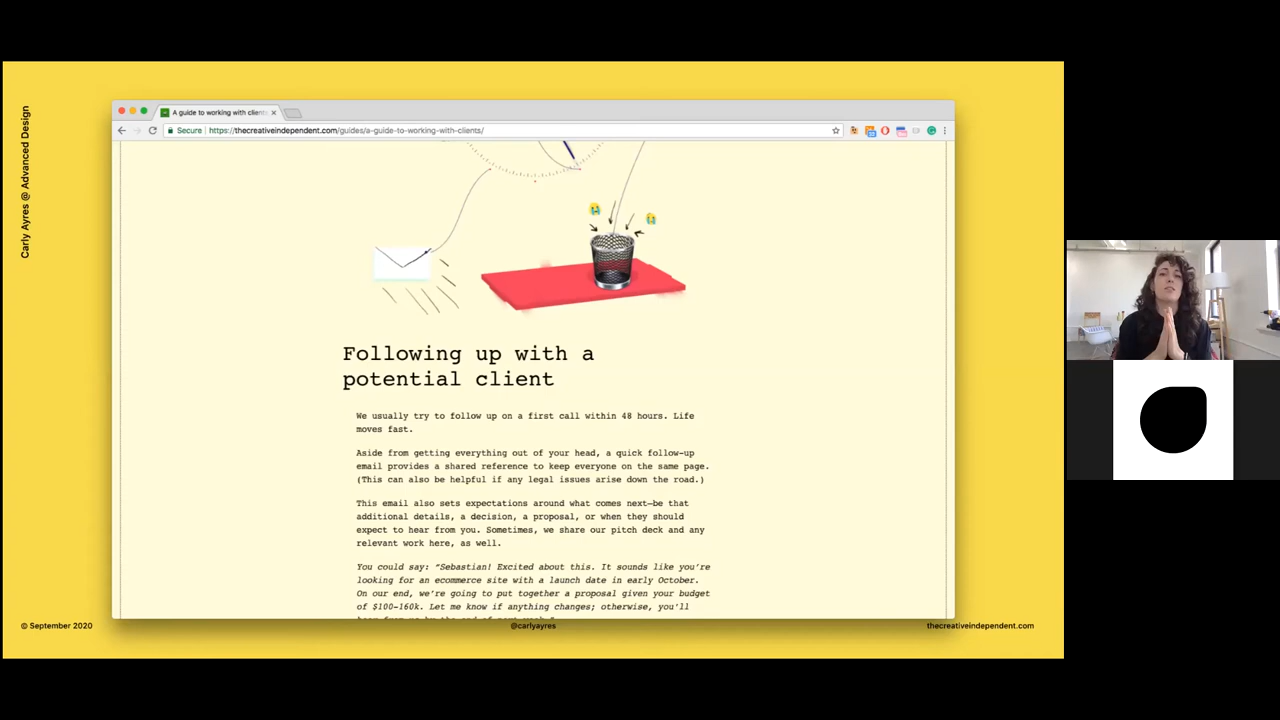 Carly Ayres @ Advanced Design
A guide to working with clients
Secure
https://thecreativeindependent.com/guides/a-guide-to-working-with-clients/
Following up with a
potential client
We usually try to follow up on a first call within 48 hours. Life
moves fast.
Aside from getting everything out of your head, a quick follow-up
email provides a shared reference to keep everyone on the same page.
(This can also be helpful if any legal issues arise down the road.)
This email also sets expectations around what comes next—be that
additional details, a decision, a proposal, or when they should
expect to hear from you. Sometimes, we share our pitch deck and any
relevant work here, as well.
You could say: “Sebastian! Excited about this. It sounds like you’re
looking for an ecommerce site with a launch date in early October.
On our end, we’re going to put together a proposal given your budget
of $100-160k. Let me know if anything changes; otherwise, you’ll
© September 2020
@carlyayres
thecreativeindependent.com